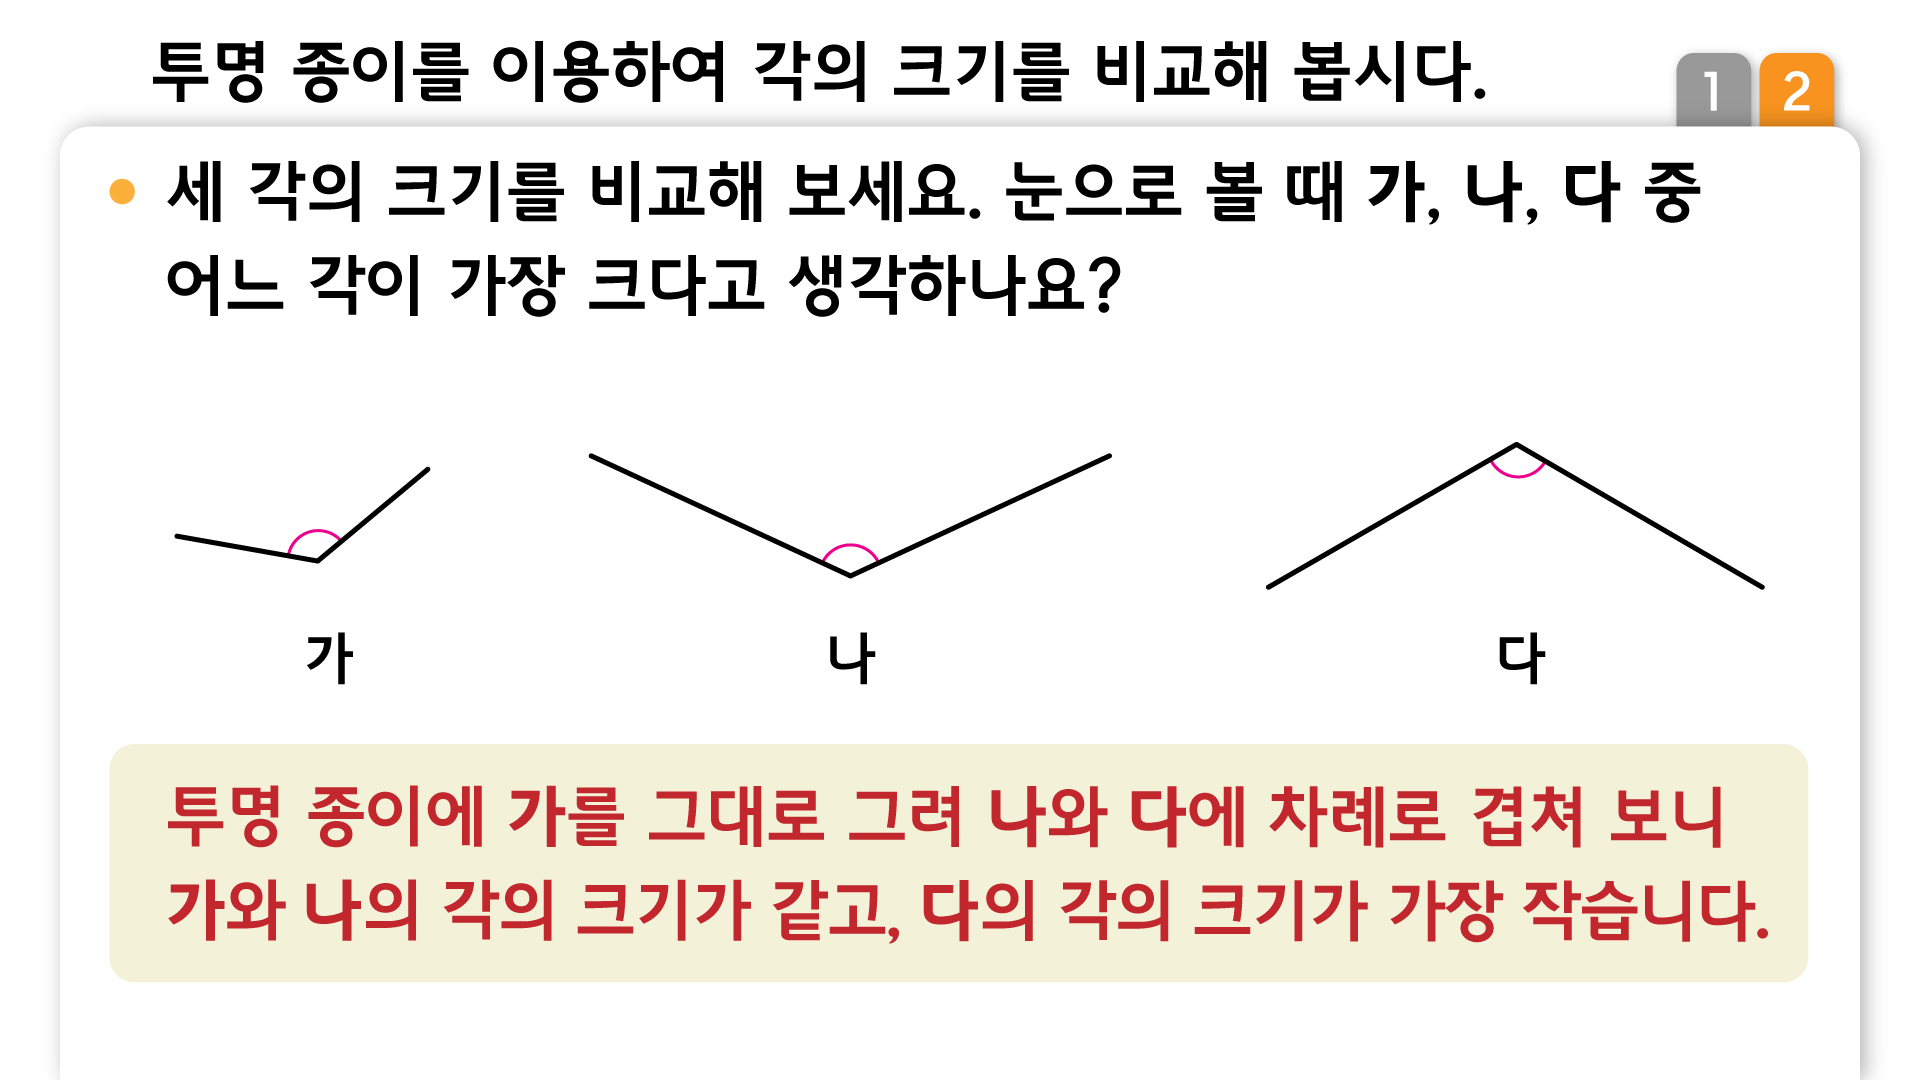 투명 종이를 이용하여 각의 크기를 비교해 봅시다.
1 2
세 각의 크기를 비교해 보세요. 눈으로 볼 때 가, 나, 다 중
어느 각이 가장 크다고 생각하나요?
가 나 다
투명 종이에 가를 그대로 그려 나와 다에 차례로 겹쳐 보니
가와 나의 각의 크기가 같고, 다의 각의 크기가 가장 작습니다.